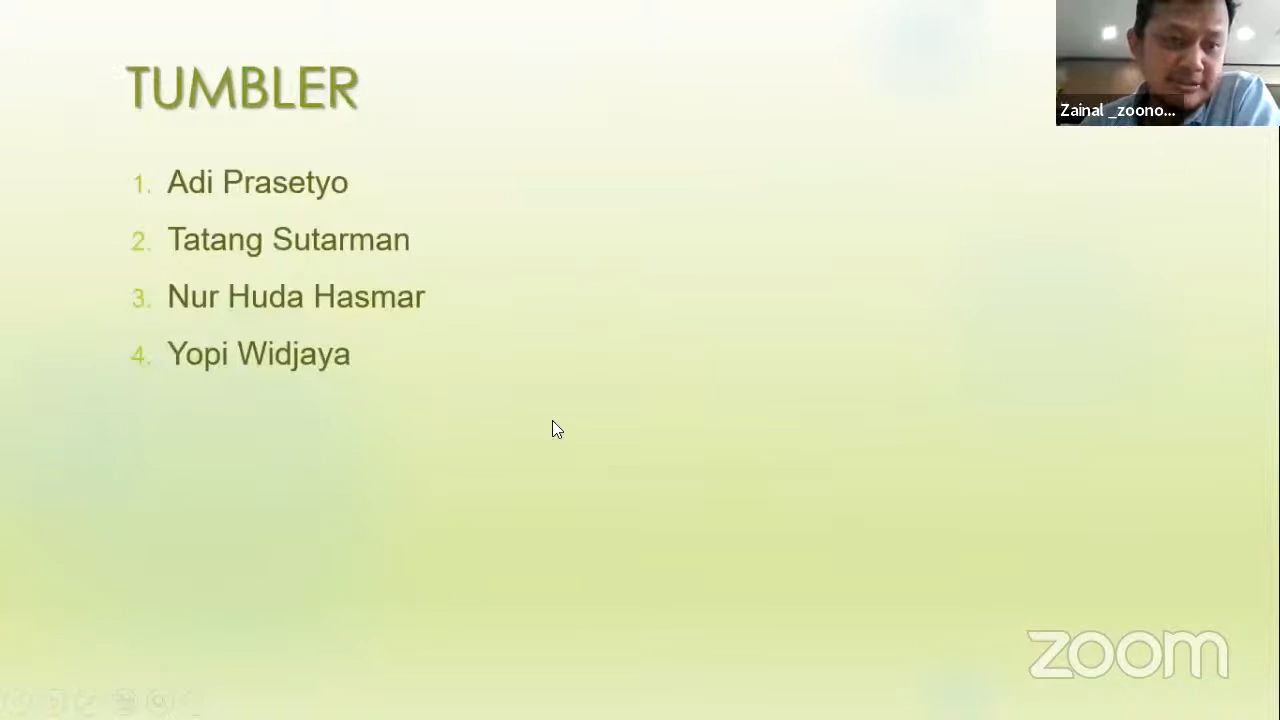 TUMBLER
Zainal _zoono...
1. Adi Prasetyo
2. Tatang Sutarman
3. Nur Huda Hasmar
4. Yopi Widjaya
zoom